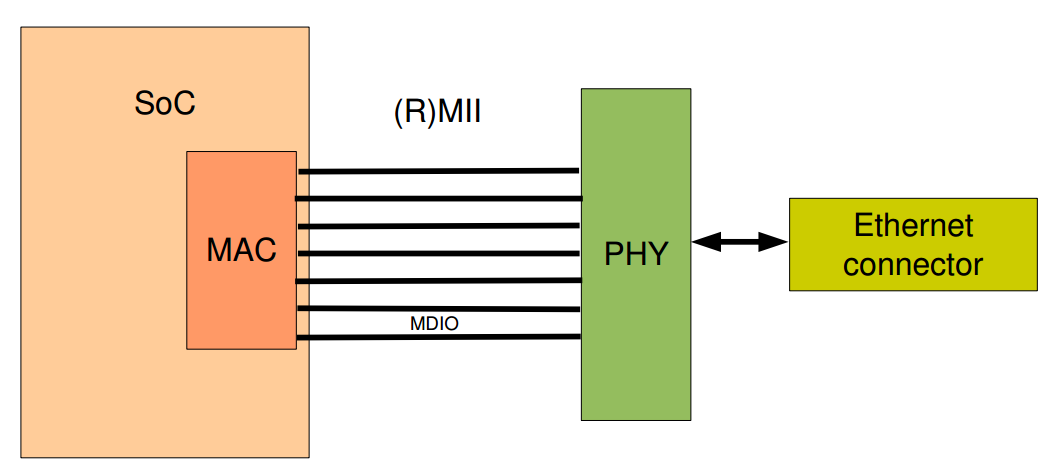 SoC
(R)MII
MAC
MDIO
PHY
Ethernet
connector